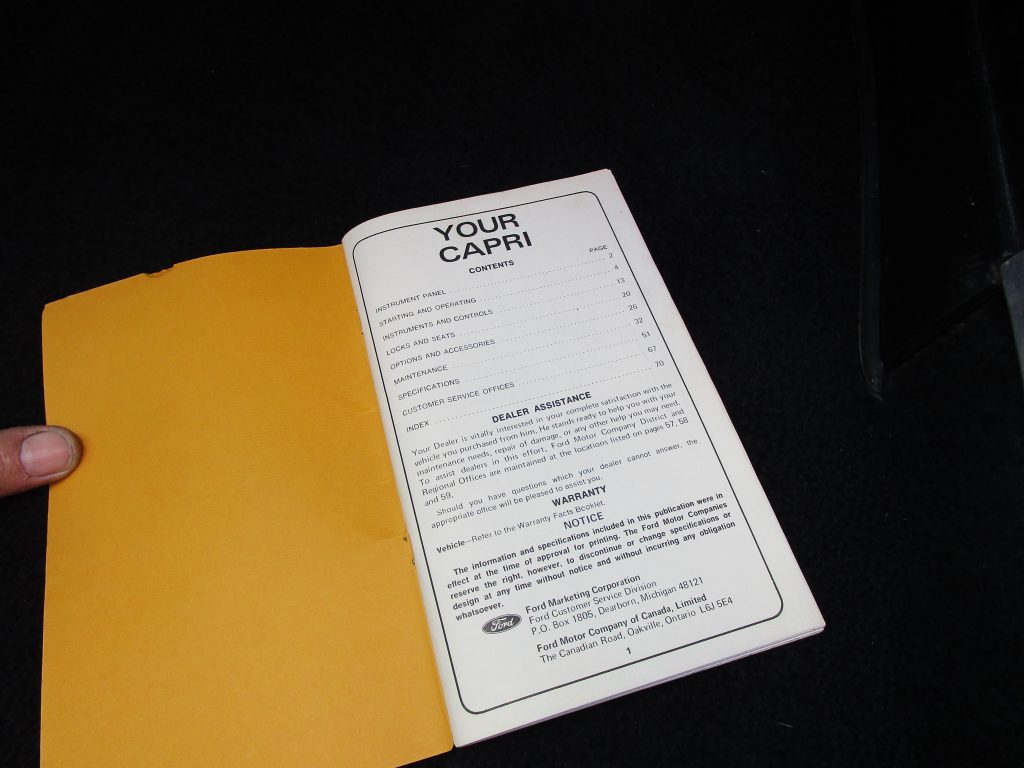 YOUR
CAPRI
CONTENTS
PAGE
INSTRUMENT PANEL 2
STARTING AND OPERATING 4
INSTRUMENTS AND CONTROLS 13
LOCKS AND SEATS 20
OPTIONS AND ACCESSORIES 26
MAINTENANCE 32
SPECIFICATIONS 51
CUSTOMER SERVICE OFFICES 67
INDEX 70
DEALER ASSISTANCE
Your Dealer is vitally interested in your complete satisfaction with the
vehicle you purchased from him. He stands ready to help you with your
maintenance needs, repair of damage, or any other help you may need.
To assist dealers in this effort, Ford Motor Company District and
Regional Offices are maintained at the locations listed on pages 57, 58
and 59.
Should you have questions which your dealer cannot answer, the
appropriate office will be pleased to assist you.
WARRANTY
Vehicle—Refer to the Warranty Facts Booklet.
NOTICE
The information and specifications included in this publication were in
effect at the time of approval for printing. The Ford Motor Companies
reserve the right, however, to discontinue or change specifications or
design at any time without notice and without incurring any obligation
whatsoever.
Ford
Ford Marketing Corporation
Ford Customer Service Division
P.O. Box 1805, Dearborn, Michigan 48121
Ford Motor Company of Canada, Limited
The Canadian Road, Oakville, Ontario L6J 5E4
1